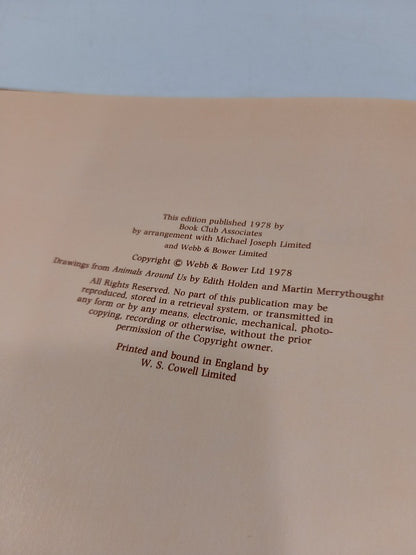 This edition published 1978 by
Book Club Associates
by arrangement with Michael Joseph Limited
and Webb & Bower Limited
Copyright © Webb & Bower Ltd 1978
Drawings from Animals Around Us by Edith Holden and Martin Merrythought
All Rights Reserved. No part of this publication may be
reproduced, stored in a retrieval system, or transmitted in
any form or by any means, electronic, mechanical, photo-
copying, recording or otherwise, without the prior
permission of the Copyright owner.
Printed and bound in England by
W. S. Cowell Limited